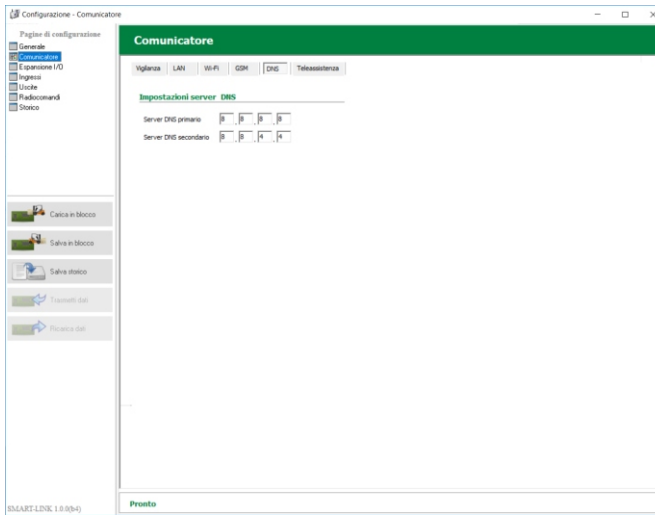 Configurazione - Comunicatore
Pagine di configurazione
Generale
Comunicatore
Espansione I/O
Ingressi
Uscite
Radiocomandi
Storico
Carica in blocco
Salva in blocco
Salva storico
Trasmetti dati
Ricarica dati
SMART-LINK 1.0.0(b4)
Comunicatore
Vigilanza LAN Wi-Fi GSM DNS Teleassistenza
Impostazioni server DNS
Server DNS primario 8 . 8 . 8 . 8
Server DNS secondario 8 . 8 . 4 . 4
Pronto